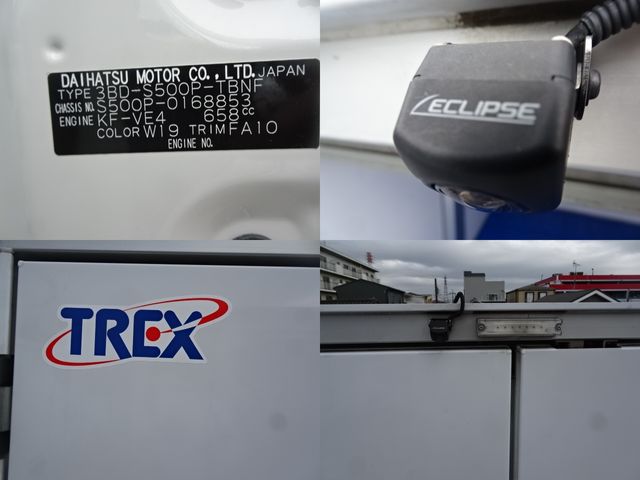 DAIHATSU MOTOR CO., LTD. JAPAN
TYPE 3BD-S500P-TBNF
CHASSIS NO. S500P-0168853
ENGINE KF-VE4 658cc
COLOR W19 TRIM FA10
ENGINE NO.
ECLIPSE
TREX